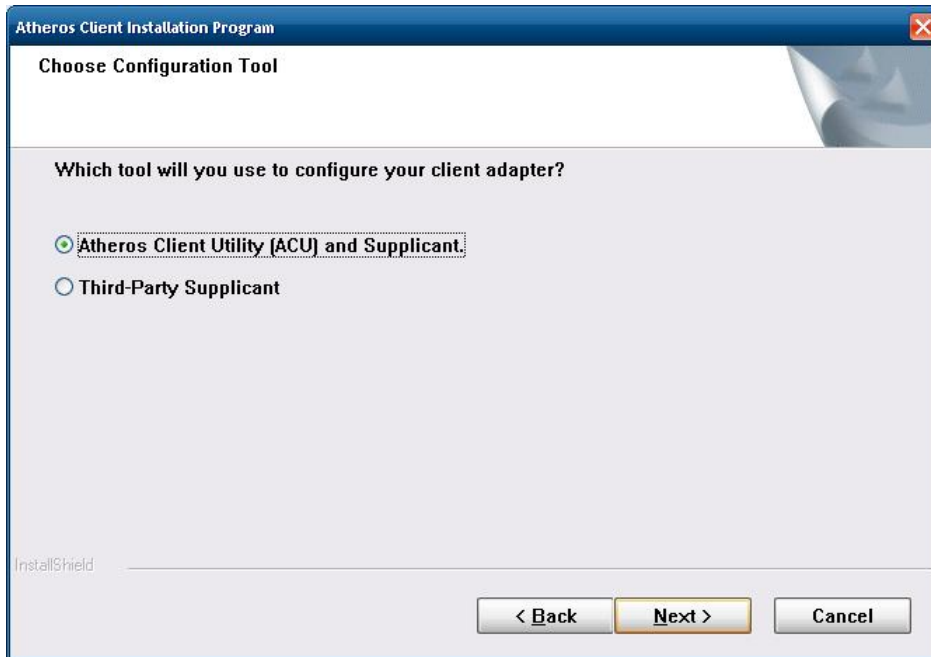 Atheros Client Installation Program
Choose Configuration Tool
Which tool will you use to configure your client adapter?
Atheros Client Utility (ACU) and Supplicant.
Third-Party Supplicant
InstallShield
< Back Next > Cancel